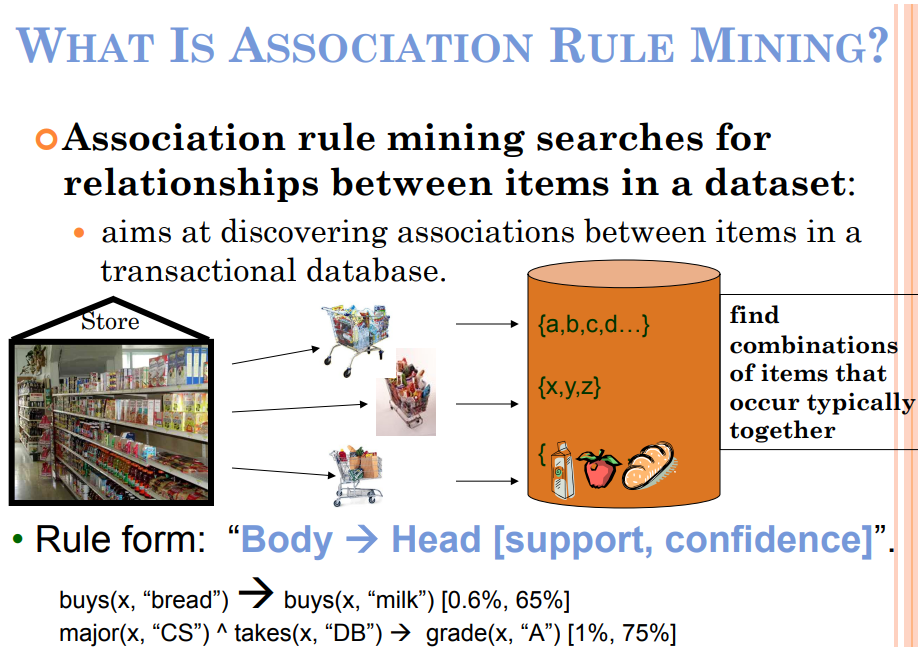 WHAT IS ASSOCIATION RULE MINING?
Association rule mining searches for
relationships between items in a dataset:
• aims at discovering associations between items in a
transactional database.
Store
{a,b,c,d…}
{x,y,z}
{
find
combinations
of items that
occur typically
together
• Rule form: “Body → Head [support, confidence]”.
buys(x, “bread”) → buys(x, “milk”) [0.6%, 65%]
major(x, “CS”) ^ takes(x, “DB”) → grade(x, “A”) [1%, 75%]